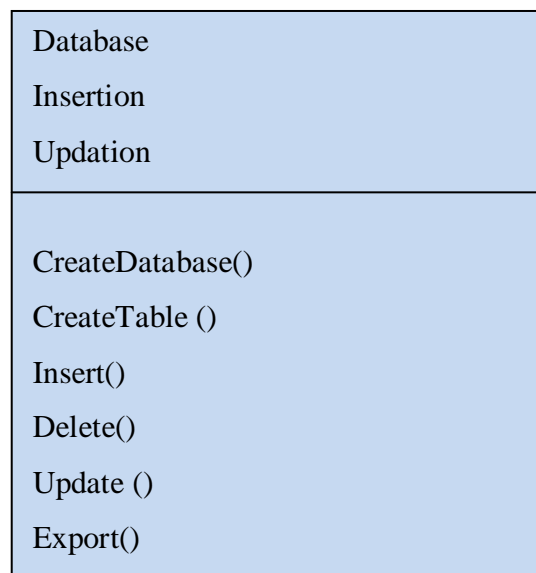 Database
Insertion
Updation
CreateDatabase()
CreateTable ()
Insert()
Delete()
Update ()
Export()